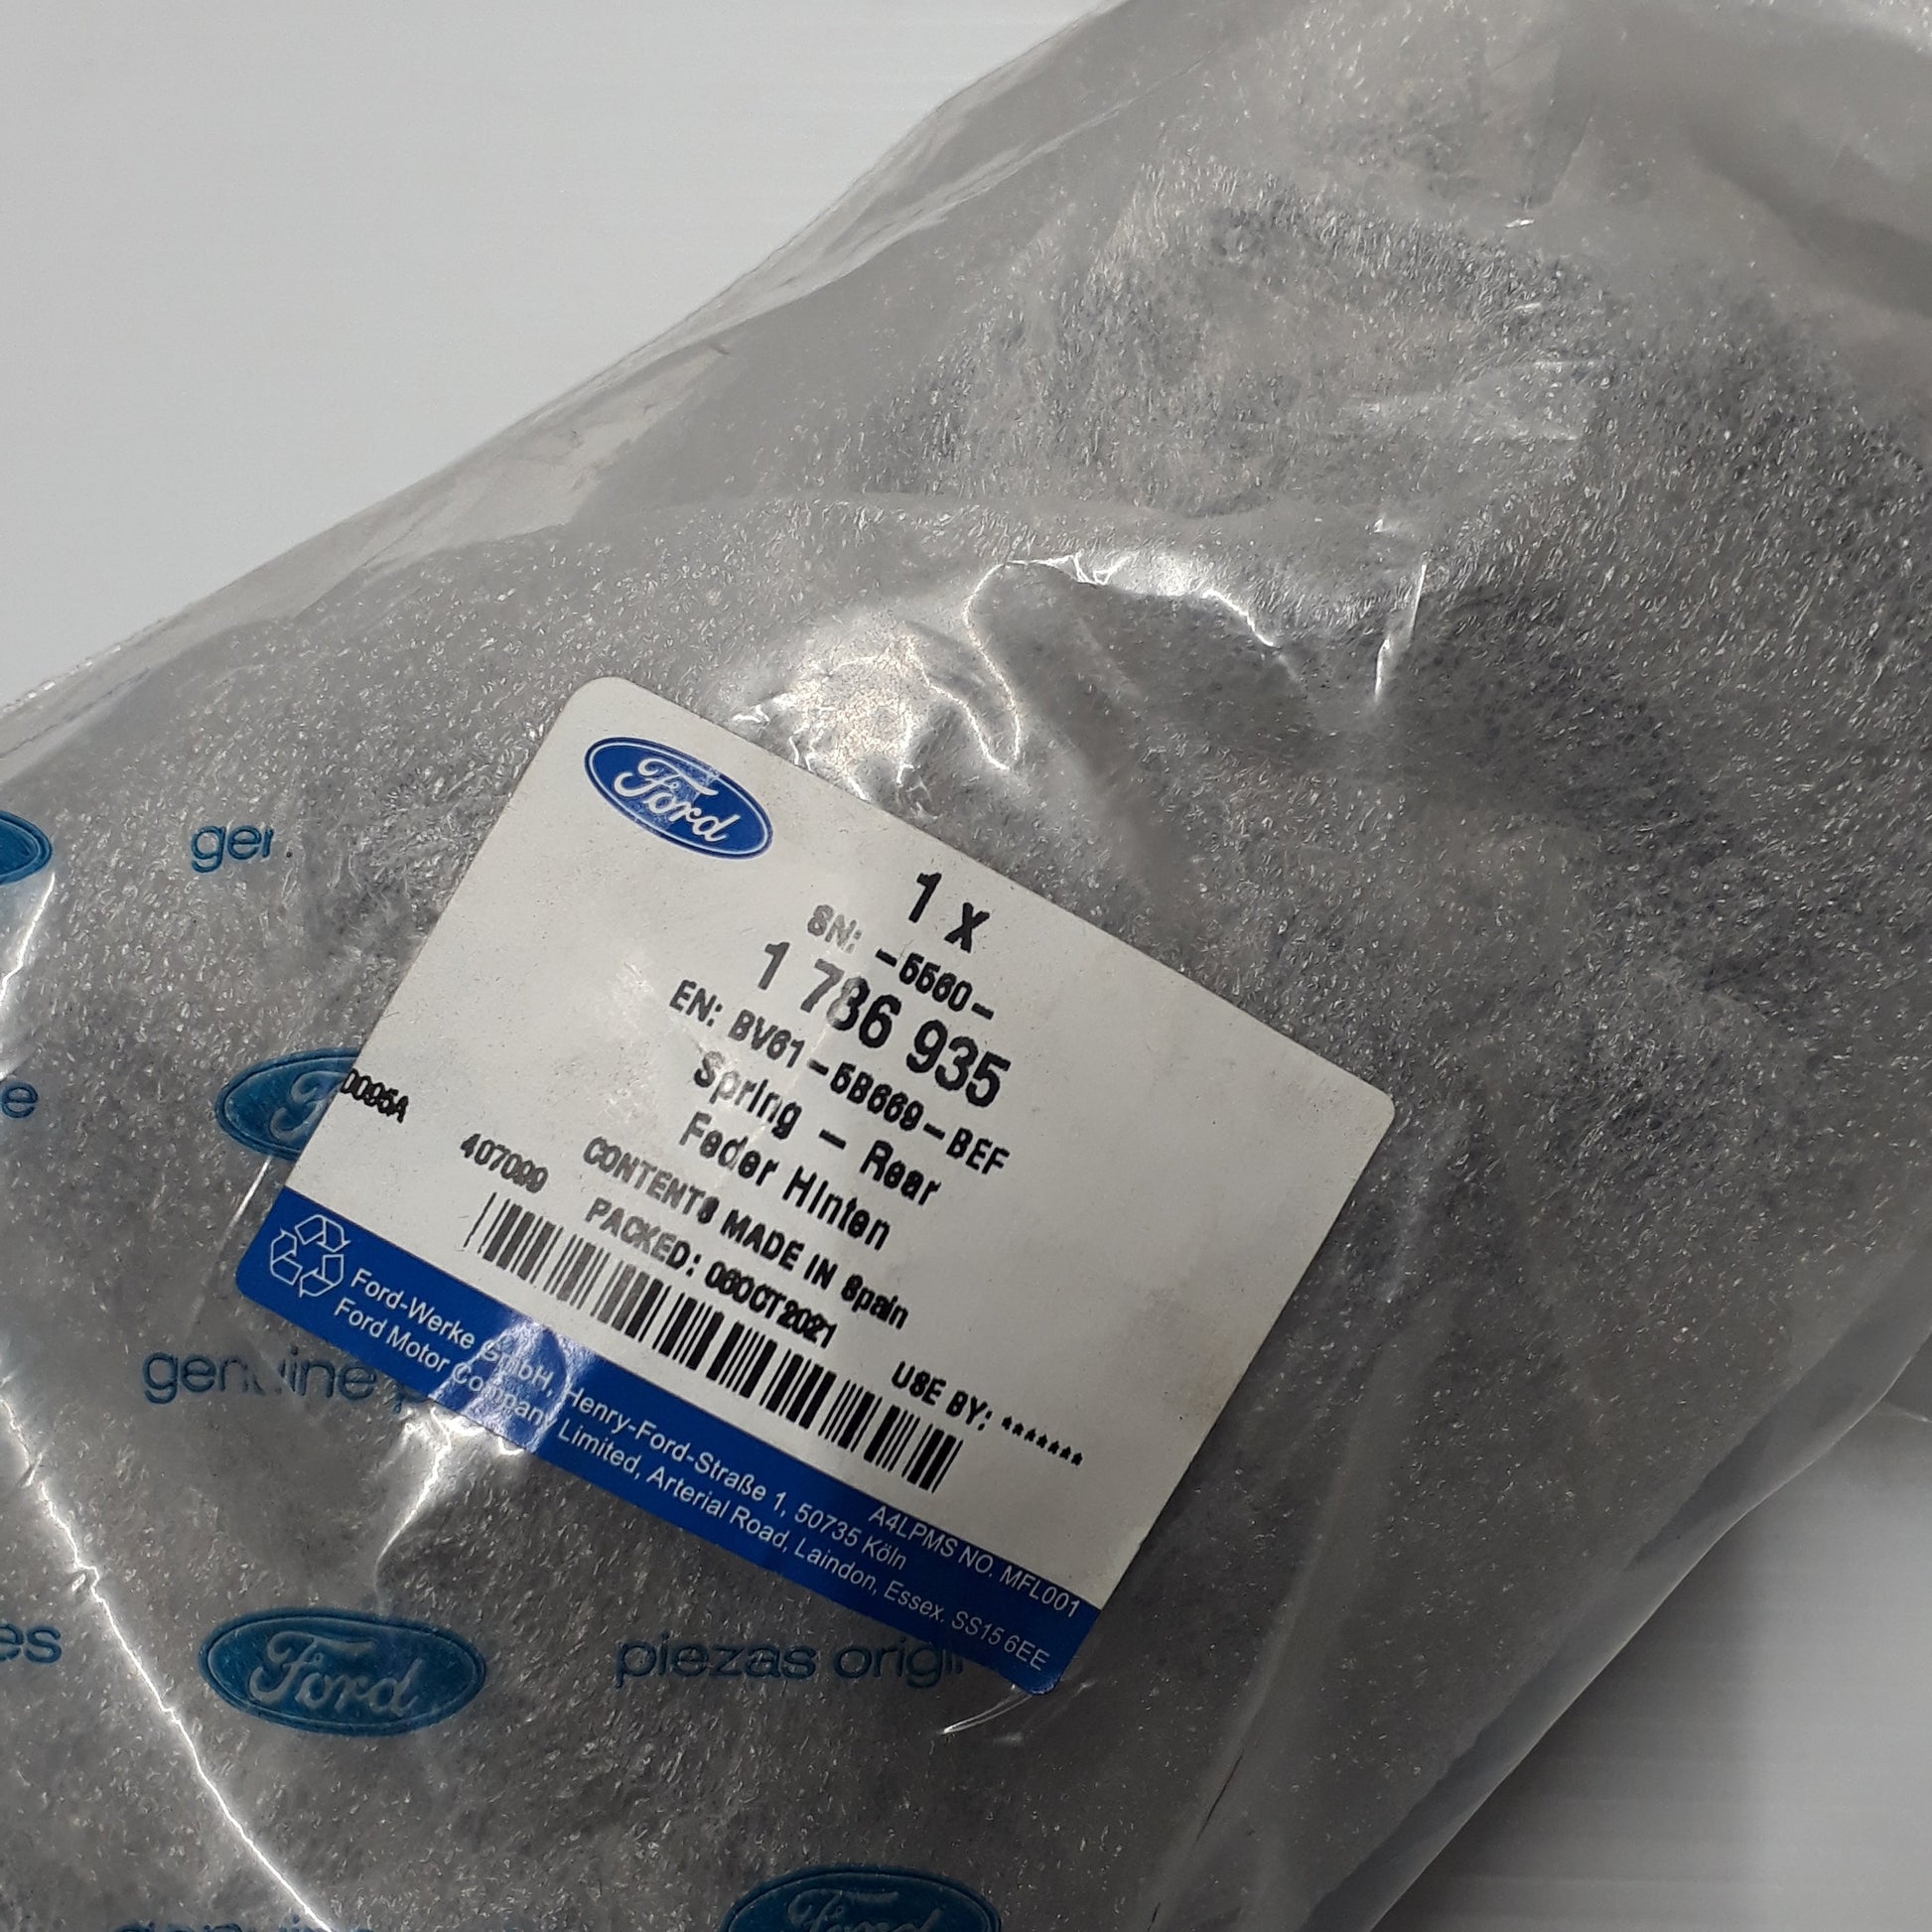 Ford
1 X
SN: -5560-
1 786 935
EN: BV61-5B669-BEF
Spring - Rear
Feder Hinten
CONTENTS MADE IN Spain
407099 PACKED: 06OCT2021
USE BY: *******
A4LPMS NO. MFL001
Ford-Werke GmbH, Henry-Ford-Straße 1, 50735 Köln
Ford Motor Company Limited, Arterial Road, Laindon, Essex. SS15 6EE
0095A
genuine
Ford
piezas origi
Ford